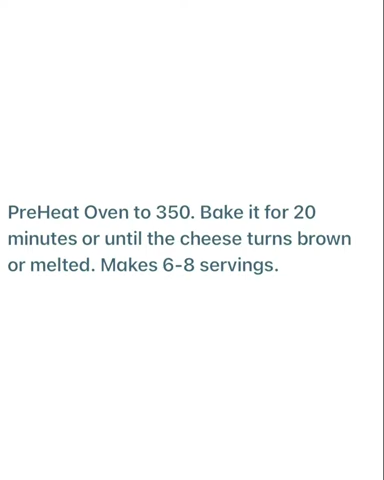 PreHeat Oven to 350. Bake it for 20
minutes or until the cheese turns brown
or melted. Makes 6-8 servings.